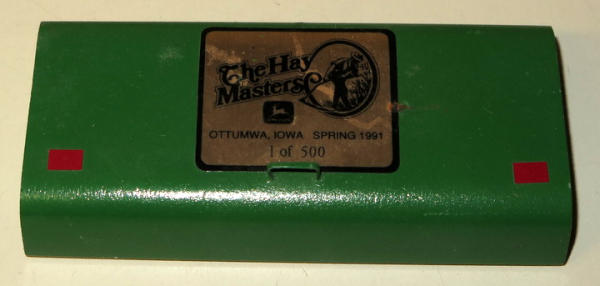 The Hay
Masters
OTTUMWA, IOWA SPRING 1991
1 of 500